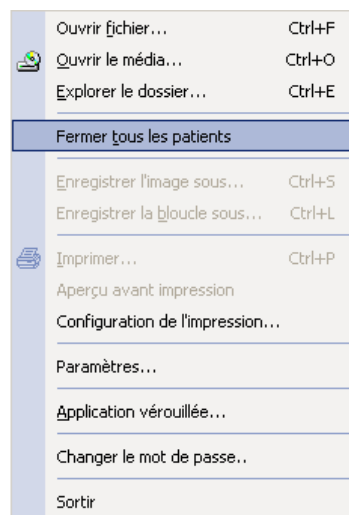 Ouvrir fichier... Ctrl+F
Ouvrir le média... Ctrl+O
Explorer le dossier... Ctrl+E
Fermer tous les patients
Enregistrer l'image sous... Ctrl+S
Enregistrer la bloucle sous... Ctrl+L
Imprimer... Ctrl+P
Aperçu avant impression
Configuration de l'impression...
Paramètres...
Application vérouillée...
Changer le mot de passe..
Sortir